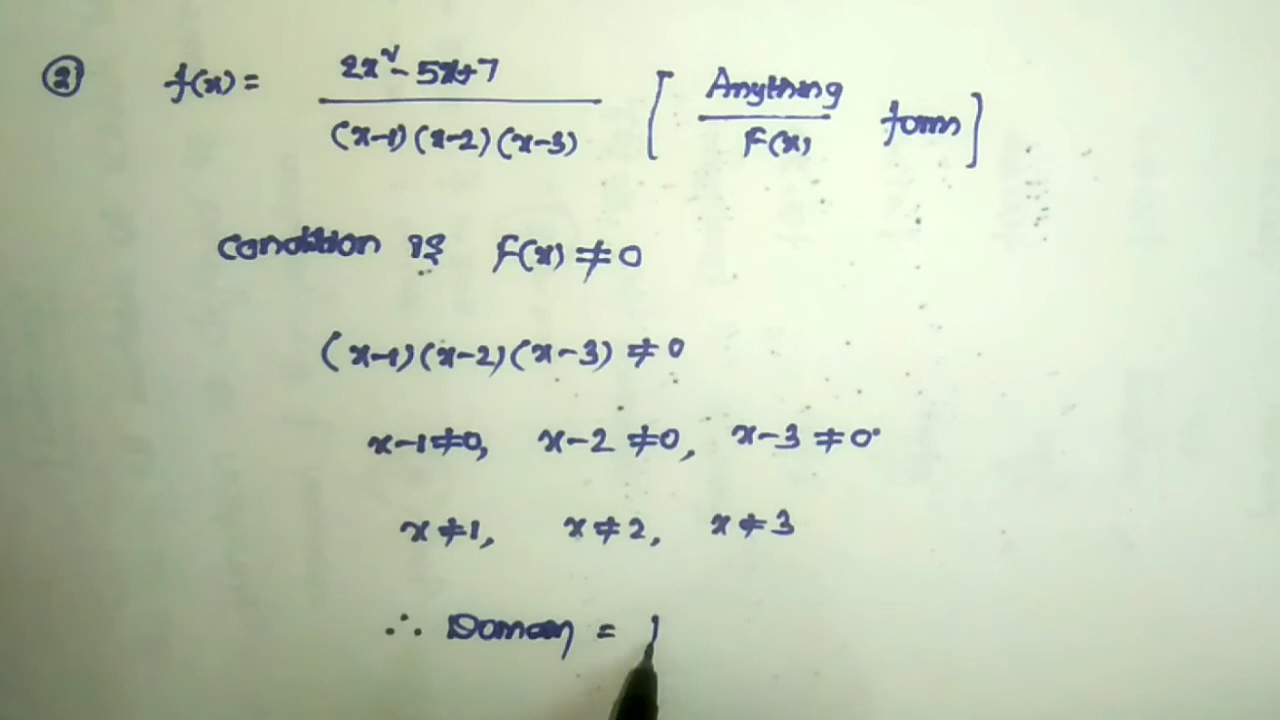 ② f(x) = (2x² - 5x+7) / ((x-1)(x-2)(x-3)) [ Anything / F(x) form ]
Condition is F(x) ≠ 0
(x-1)(x-2)(x-3) ≠ 0
x-1≠0, x-2 ≠0, x-3 ≠0
x≠1, x≠2, x≠3
∴ Domain =